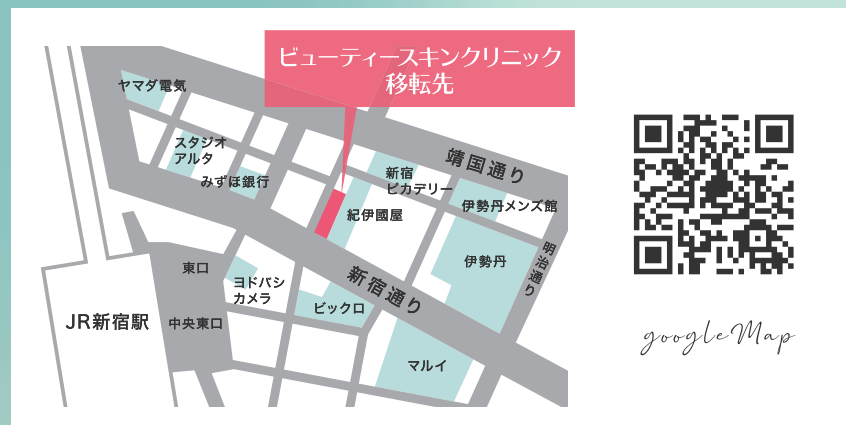 ビューティースキンクリニック
移転先
ヤマダ電気
スタジオ
アルタ
みずほ銀行
靖国通り
新宿
ピカデリー
伊勢丹メンズ館
紀伊國屋
明治通り
伊勢丹
東口
ヨドバシ
カメラ
新宿通り
ビックロ
JR新宿駅
中央東口
マルイ
googleMap